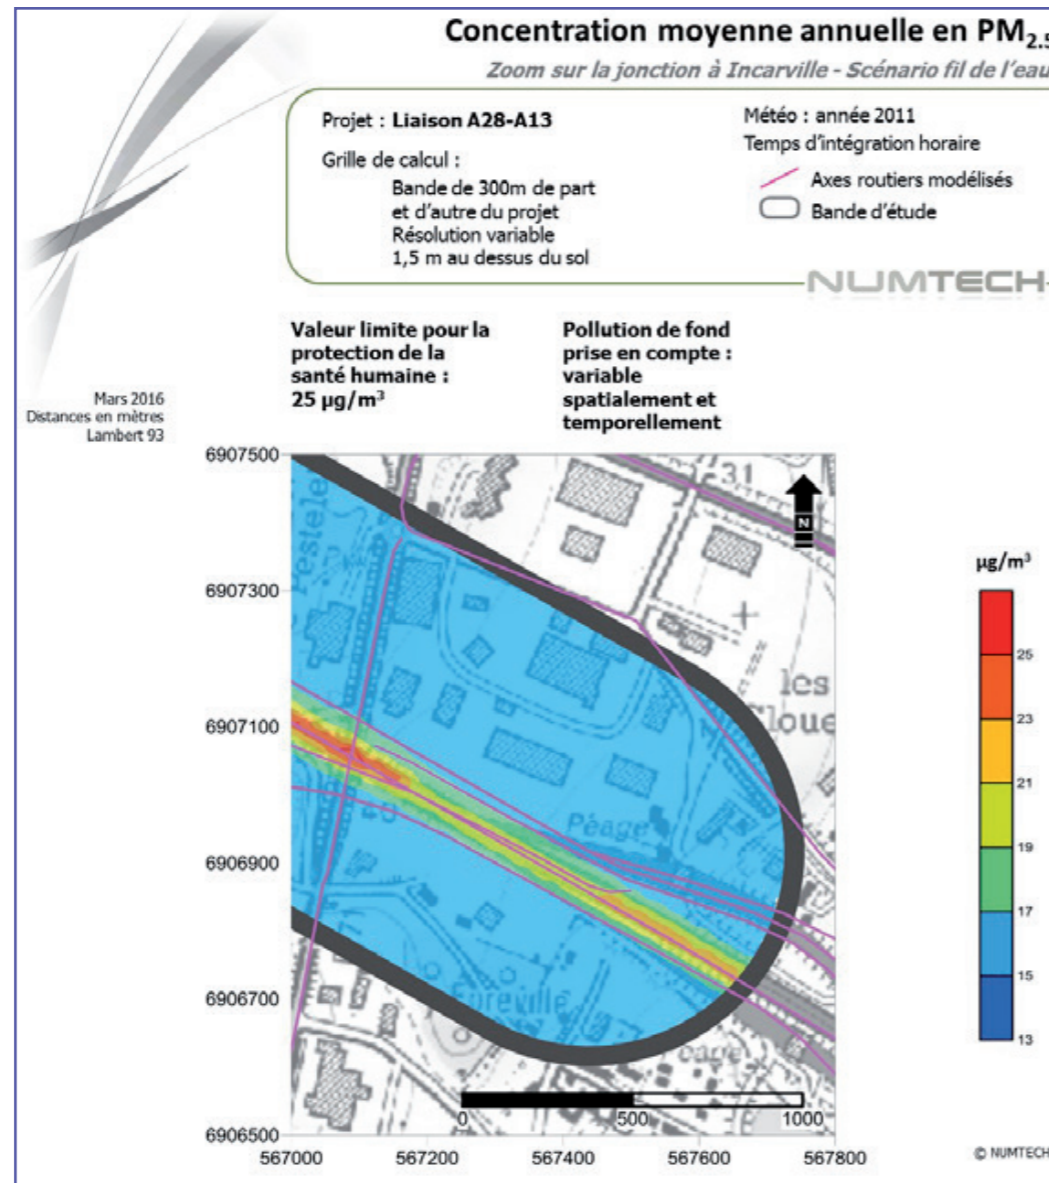 Concentration moyenne annuelle en PM2.5
Zoom sur la jonction à Incarville - Scénario fil de l'eau
Projet : Liaison A28-A13
Grille de calcul :
Bande de 300m de part
et d'autre du projet
Résolution variable
1,5 m au dessus du sol
Météo : année 2011
Temps d'intégration horaire
Axes routiers modélisés
Bande d'étude
NUMTECH
Valeur limite pour la
protection de la
santé humaine :
25 µg/m³
Pollution de fond
prise en compte :
variable
spatialement et
temporellement
Mars 2016
Distances en mètres
Lambert 93
6907500
6907300
6907100
6906900
6906700
6906500
567000
567200
567400
567600
567800
31
N
les
Péage
0
500
1000
µg/m³
25
23
21
19
17
15
13
© NUMTECH